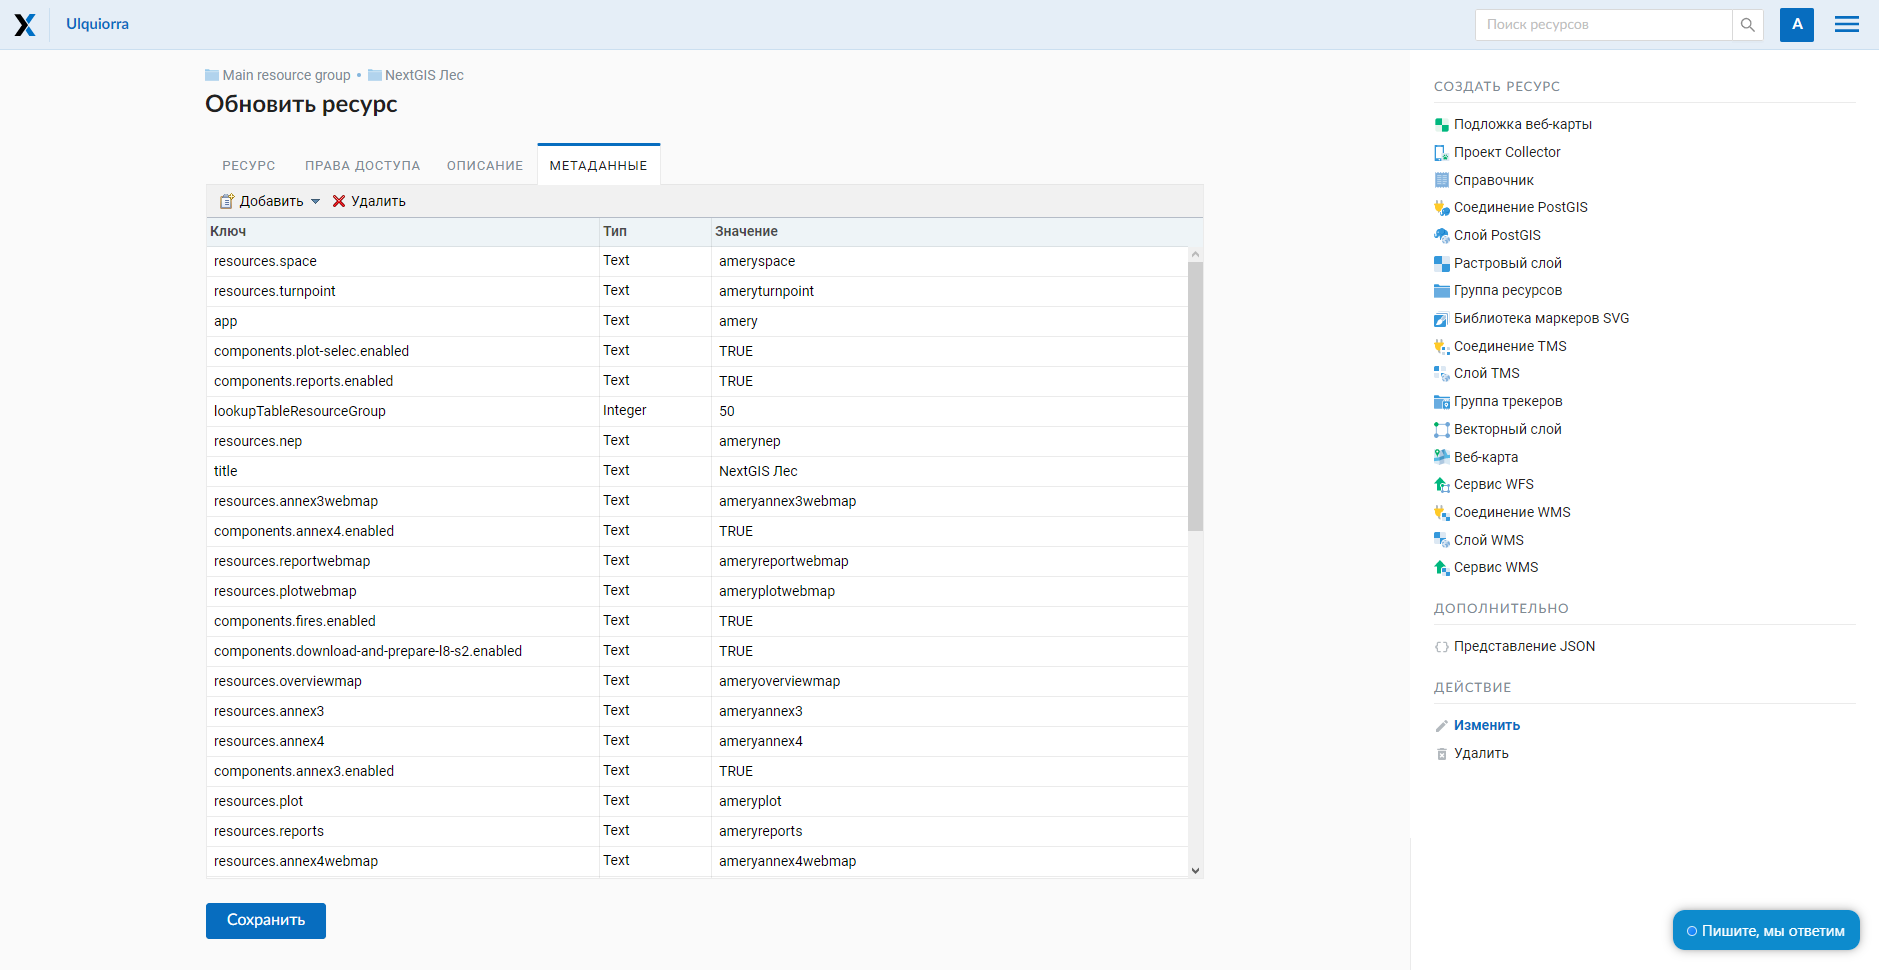 Ulquiorra
Поиск ресурсов
A
Main resource group • NextGIS Лес
Обновить ресурс
РЕСУРС ПРАВА ДОСТУПА ОПИСАНИЕ МЕТАДАННЫЕ
Добавить Удалить
Ключ Тип Значение
resources.space Text ameryspace
resources.turnpoint Text ameryturnpoint
app Text amery
components.plot-selec.enabled Text TRUE
components.reports.enabled Text TRUE
lookupTableResourceGroup Integer 50
resources.nep Text amerynep
title Text NextGIS Лес
resources.annex3webmap Text ameryannex3webmap
components.annex4.enabled Text TRUE
resources.reportwebmap Text ameryreportwebmap
resources.plotwebmap Text ameryplotwebmap
components.fires.enabled Text TRUE
components.download-and-prepare-l8-s2.enabled Text TRUE
resources.overviewmap Text ameryoverviewmap
resources.annex3 Text ameryannex3
resources.annex4 Text ameryannex4
components.annex3.enabled Text TRUE
resources.plot Text ameryplot
resources.reports Text ameryreports
resources.annex4webmap Text ameryannex4webmap
Сохранить
СОЗДАТЬ РЕСУРС
Подложка веб-карты
Проект Collector
Справочник
Соединение PostGIS
Слой PostGIS
Растровый слой
Группа ресурсов
Библиотека маркеров SVG
Соединение TMS
Слой TMS
Группа трекеров
Векторный слой
Веб-карта
Сервис WFS
Соединение WMS
Слой WMS
Сервис WMS
ДОПОЛНИТЕЛЬНО
Представление JSON
ДЕЙСТВИЕ
Изменить
Удалить
Пишите, мы ответим